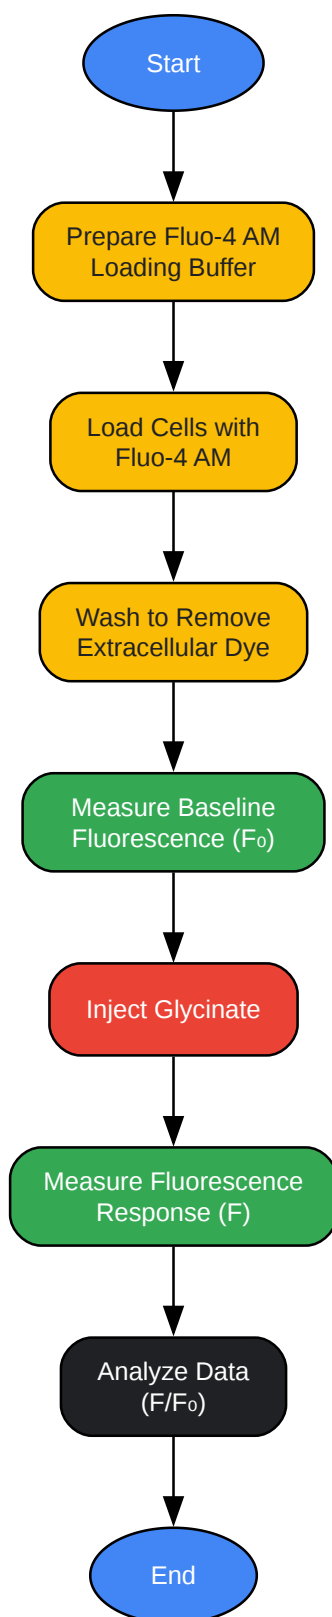 Start
Prepare Fluo-4 AM
Loading Buffer
Load Cells with
Fluo-4 AM
Wash to Remove
Extracellular Dye
Measure Baseline
Fluorescence (F₀)
Inject Glycinate
Measure Fluorescence
Response (F)
Analyze Data
(F/F₀)
End